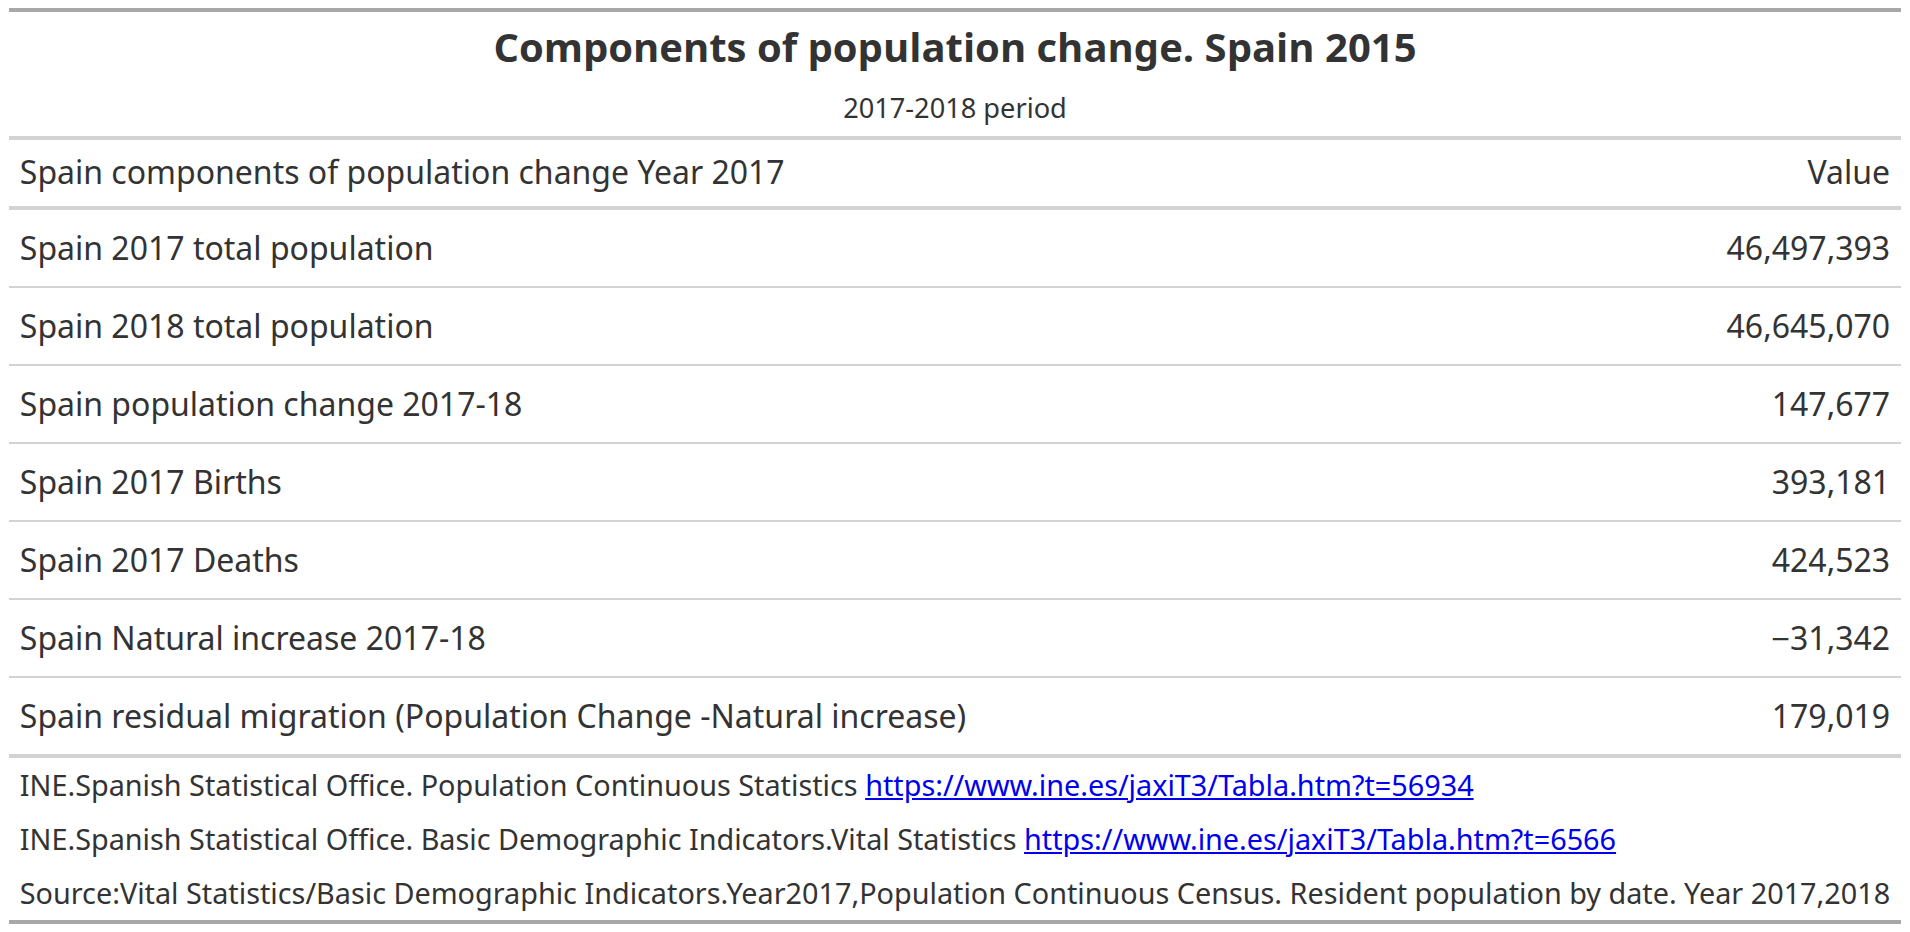 Components of population change. Spain 2015
2017-2018 period
Spain components of population change Year 2017 Value
Spain 2017 total population 46,497,393
Spain 2018 total population 46,645,070
Spain population change 2017-18 147,677
Spain 2017 Births 393,181
Spain 2017 Deaths 424,523
Spain Natural increase 2017-18 −31,342
Spain residual migration (Population Change -Natural increase) 179,019
INE.Spanish Statistical Office. Population Continuous Statistics https://www.ine.es/jaxiT3/Tabla.htm?t=56934
INE.Spanish Statistical Office. Basic Demographic Indicators.Vital Statistics https://www.ine.es/jaxiT3/Tabla.htm?t=6566
Source:Vital Statistics/Basic Demographic Indicators.Year2017,Population Continuous Census. Resident population by date. Year 2017,2018